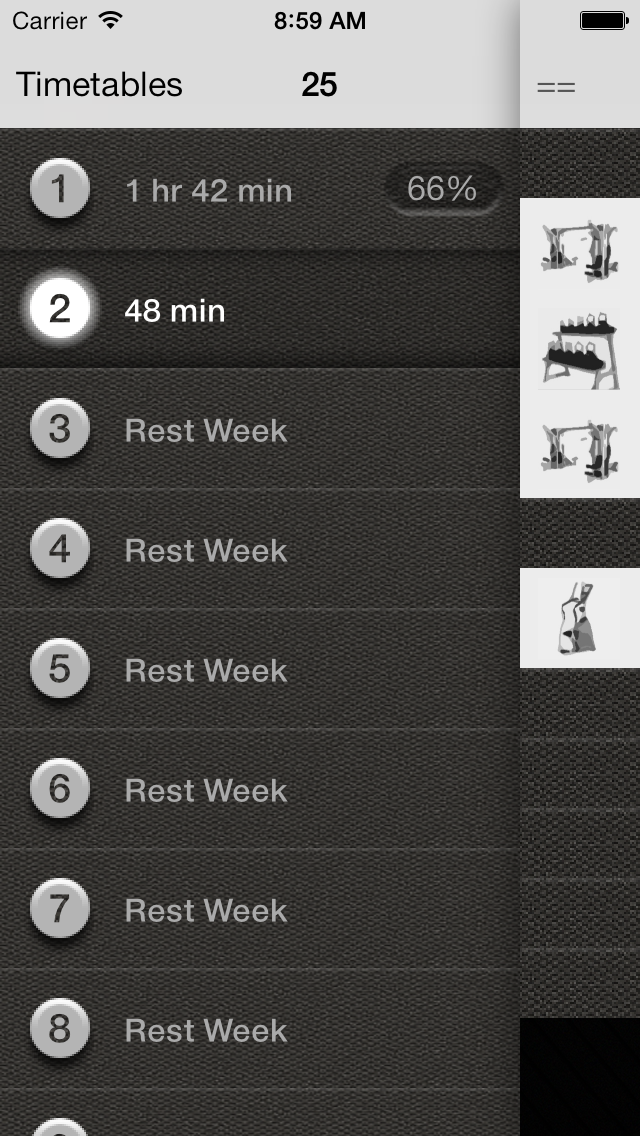 Carrier 8:59 AM
Timetables 25 ==
1 1 hr 42 min 66%
2 48 min
3 Rest Week
4 Rest Week
5 Rest Week
6 Rest Week
7 Rest Week
8 Rest Week